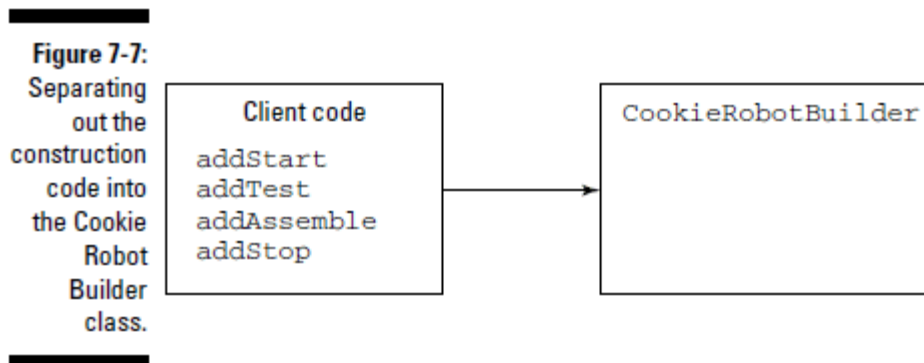 Figure 7-7:
Separating
out the
construction
code into
the Cookie
Robot
Builder
class.
Client code
addStart
addTest
addAssemble
addStop
CookieRobotBuilder